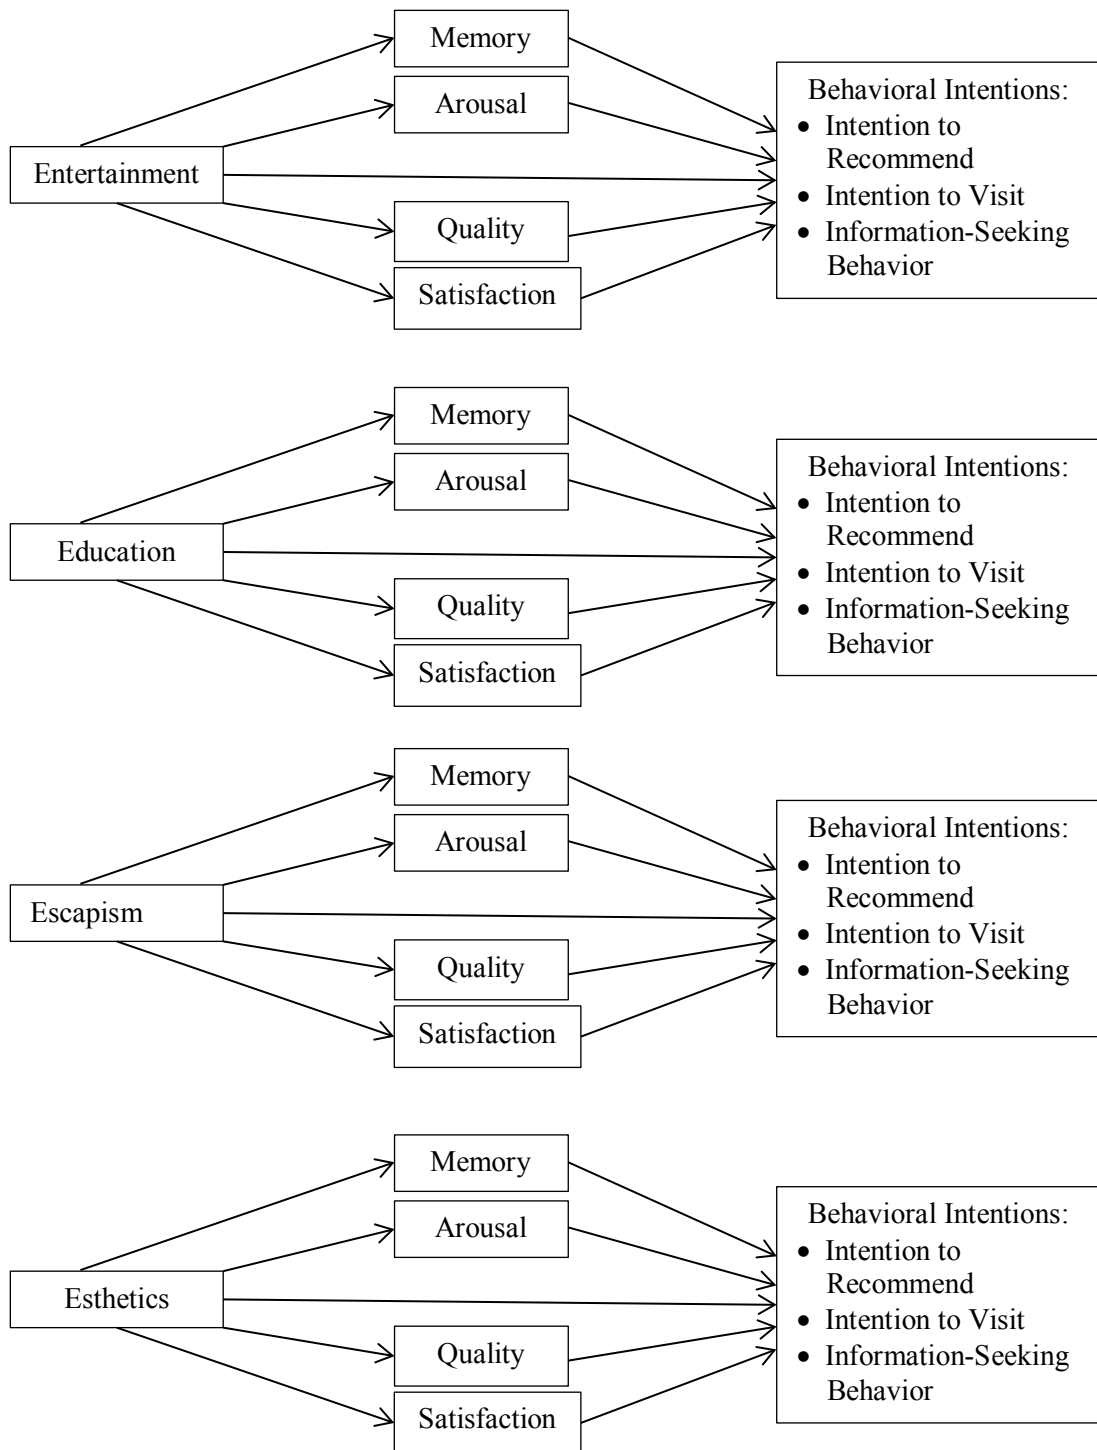 Memory
Arousal
Entertainment
Quality
Satisfaction
Behavioral Intentions:
• Intention to
Recommend
• Intention to Visit
• Information-Seeking
Behavior
Memory
Arousal
Education
Quality
Satisfaction
Behavioral Intentions:
• Intention to
Recommend
• Intention to Visit
• Information-Seeking
Behavior
Memory
Arousal
Escapism
Quality
Satisfaction
Behavioral Intentions:
• Intention to
Recommend
• Intention to Visit
• Information-Seeking
Behavior
Memory
Arousal
Esthetics
Quality
Satisfaction
Behavioral Intentions:
• Intention to
Recommend
• Intention to Visit
• Information-Seeking
Behavior